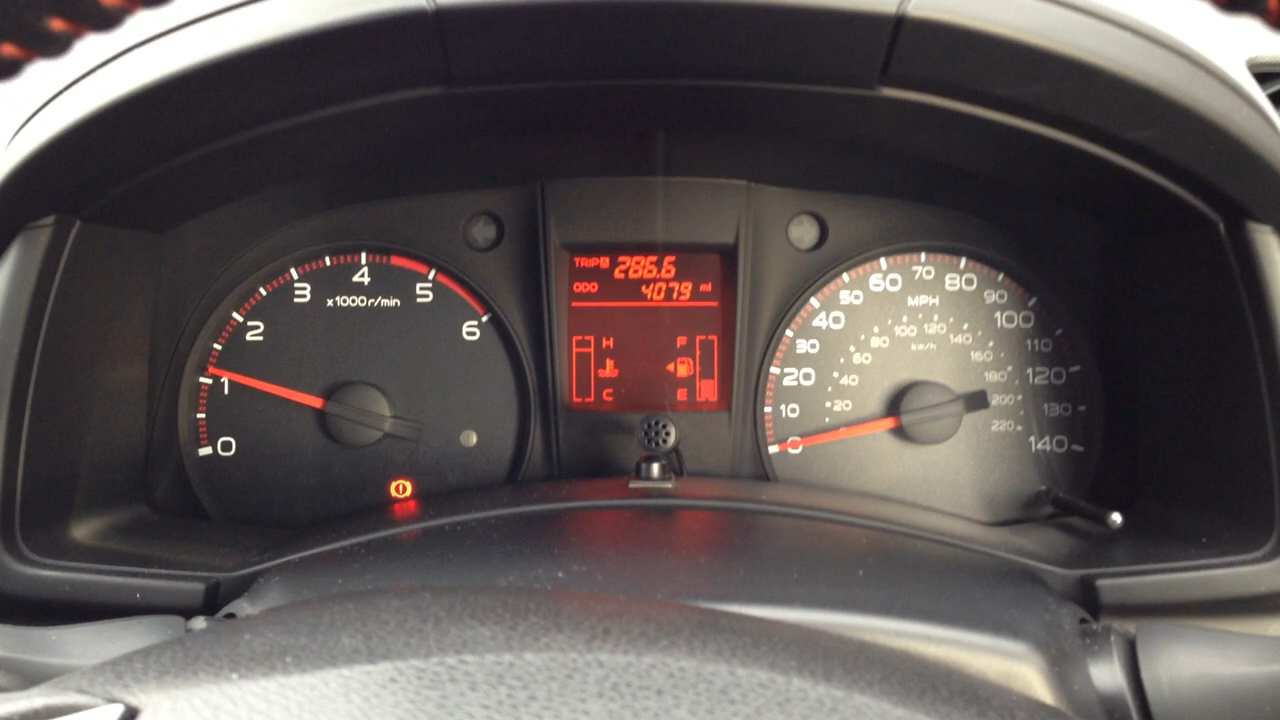 TRIP A 286.6
ODO 4079 ml
H F
C E
0 1 2 3 4 5 6
x1000r/min
0 10 20 30 40 50 60 70 80 90 100 110 120 130 140
MPH
20 40 60 80 100 120 140 160 180 200 220
km/h